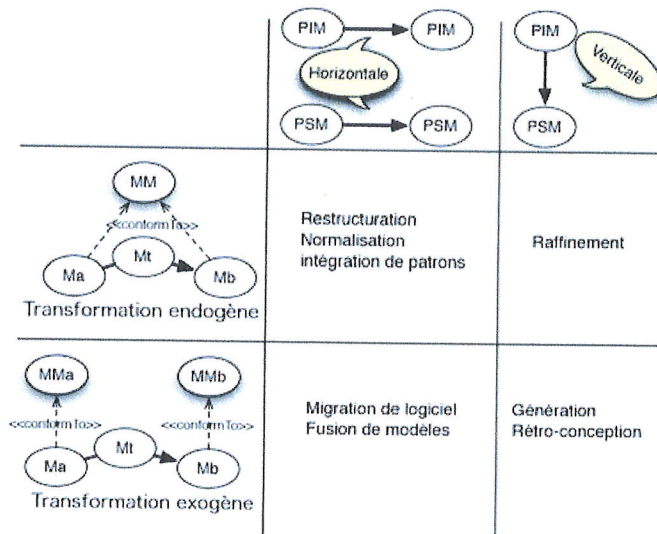 PIM
PIM
PIM
Horizontale
Verticale
PSM
PSM
PSM
MM
<<conformTo>>
Mt
Ma
Mb
Transformation endogène
Restructuration
Normalisation
intégration de patrons
Raffinement
MMa
MMb
<<conformTo>>
<<conformTo>>
Mt
Ma
Mb
Transformation exogène
Migration de logiciel
Fusion de modèles
Génération
Rétro-conception